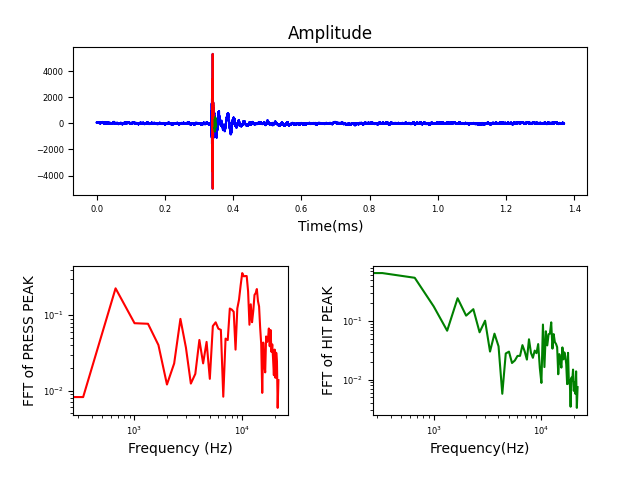 Amplitude
4000
2000
0
−2000
−4000
0.0 0.2 0.4 0.6 0.8 1.0 1.2 1.4
Time(ms)
FFT of PRESS PEAK
10⁻¹
10⁻²
10³ 10⁴
Frequency (Hz)
FFT of HIT PEAK
10⁻¹
10⁻²
10³ 10⁴
Frequency(Hz)